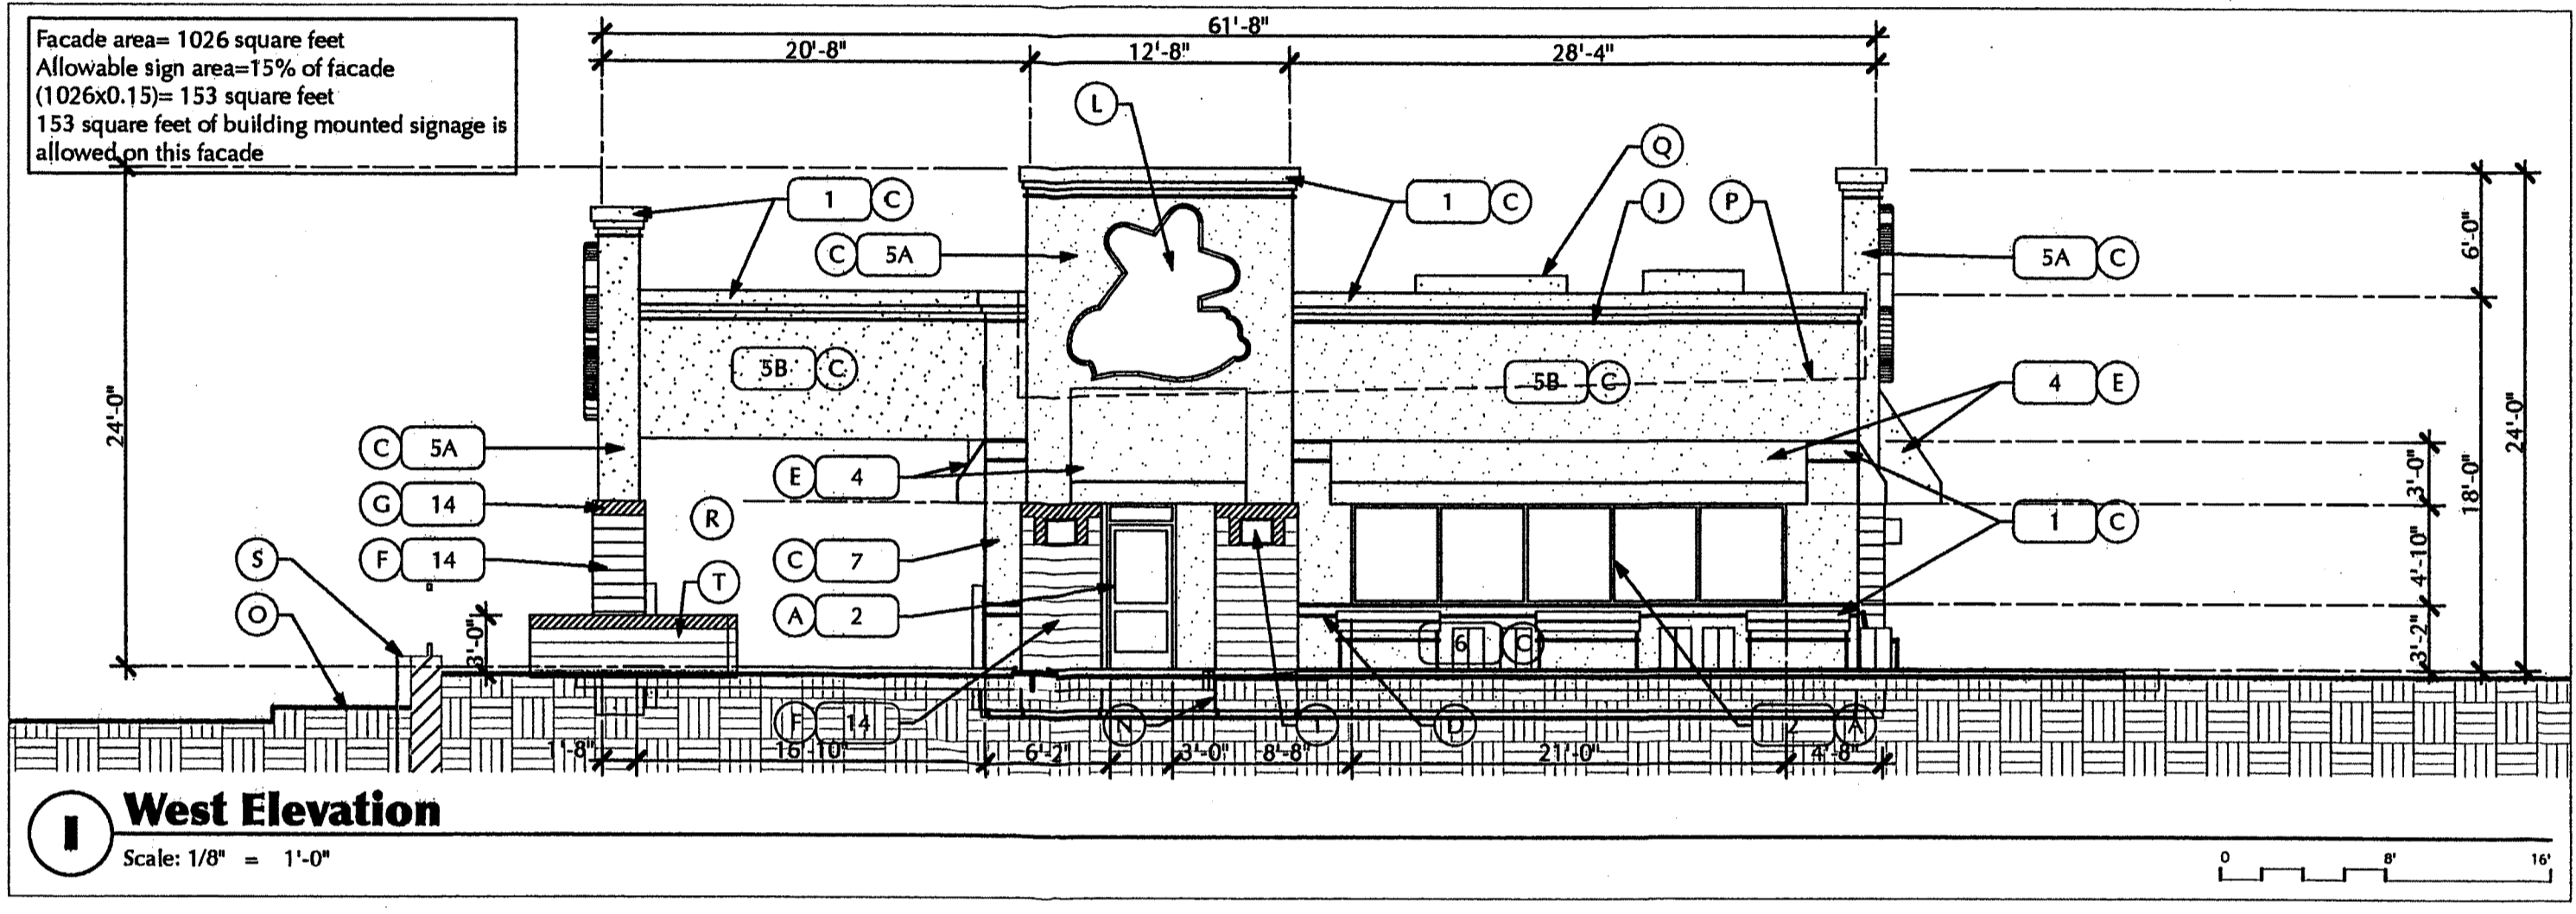 Facade area= 1026 square feet
Allowable sign area=15% of facade
(1026x0.15)= 153 square feet
153 square feet of building mounted signage is
allowed on this facade
61'-8"
20'-8"
12'-8"
28'-4"
L
Q
1 C
1 C
J
P
C 5A
5A C
6'-0"
5B C
5B C
4 E
24'-0"
24'-0"
C 5A
E 4
3'-0"
18'-0"
G 14
R
1 C
S
F 14
C 7
4'-10"
T
O
A 2
3'-0"
6 C
3'-2"
F 14
N
1
D
2 A
1'-8"
16'-10"
6'-2"
3'-0"
8'-8"
21'-0"
4'-8"
1
West Elevation
Scale: 1/8" = 1'-0"
0 8' 16'